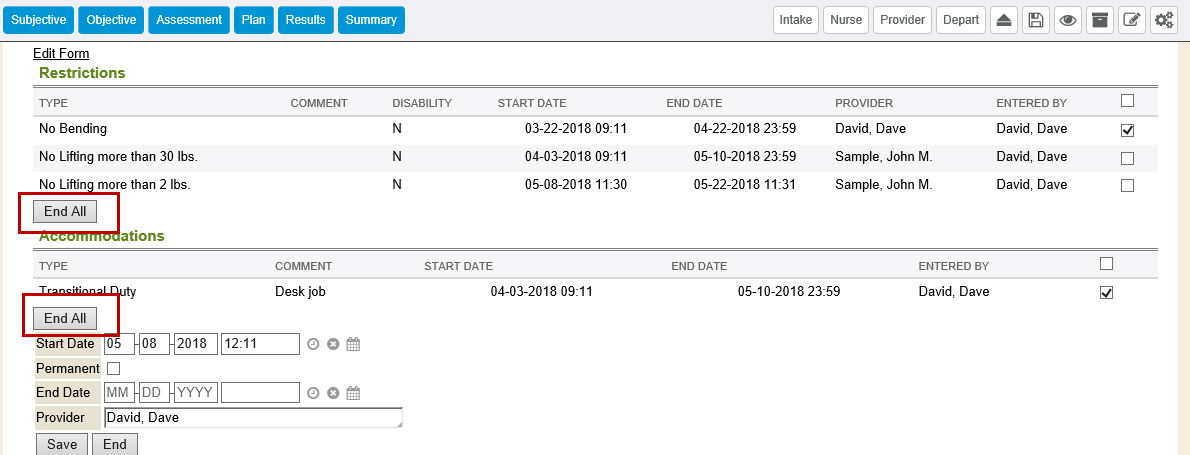 Subjective Objective Assessment Plan Results Summary Intake Nurse Provider Depart
Edit Form
Restrictions
TYPE COMMENT DISABILITY START DATE END DATE PROVIDER ENTERED BY
No Bending N 03-22-2018 09:11 04-22-2018 23:59 David, Dave David, Dave
No Lifting more than 30 lbs. N 04-03-2018 09:11 05-10-2018 23:59 Sample, John M. David, Dave
No Lifting more than 2 lbs. N 05-08-2018 11:30 05-22-2018 11:31 Sample, John M. David, Dave
End All
Accommodations
TYPE COMMENT START DATE END DATE ENTERED BY
Transitional Duty Desk job 04-03-2018 09:11 05-10-2018 23:59 David, Dave
End All
Start Date 05-08-2018 12:11
Permanent
End Date MM-DD-YYYY
Provider David, Dave
Save End